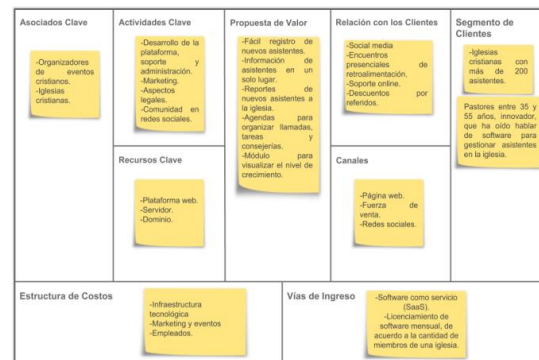 Asociados Clave
-Organizadores
de eventos
cristianos.
-Iglesias
cristianas.
Actividades Clave
-Desarrollo de la
plataforma,
soporte y
administración.
-Marketing.
-Aspectos
legales.
-Comunidad en
redes sociales.
Recursos Clave
-Plataforma web.
-Servidor.
-Dominio.
Propuesta de Valor
-Fácil registro de
nuevos asistentes.
-Información de
asistentes en un
solo lugar.
-Reportes de
nuevos asistentes a
la iglesia.
-Agendas para
organizar llamadas,
tareas y
consejerías.
-Módulo para
visualizar el nivel de
crecimiento.
Relación con los Clientes
-Social media
-Encuentros
presenciales de
retroalimentación,
-Soporte online.
-Descuentos por
referidos.
Canales
-Página web.
-Fuerza de
venta.
-Redes sociales.
Segmento de
Clientes
-Iglesias
cristianas con
más de 200
asistentes.
Pastores entre 35 y
55 años, innovador,
que ha oído hablar
de software para
gestionar asistentes
en la iglesia.
Estructura de Costos
-Infraestructura
tecnológica
-Marketing y eventos
-Empleados.
Vías de Ingreso
-Software como servicio
(SaaS).
-Licenciamiento de
software mensual, de
acuerdo a la cantidad de
miembros de una iglesia.